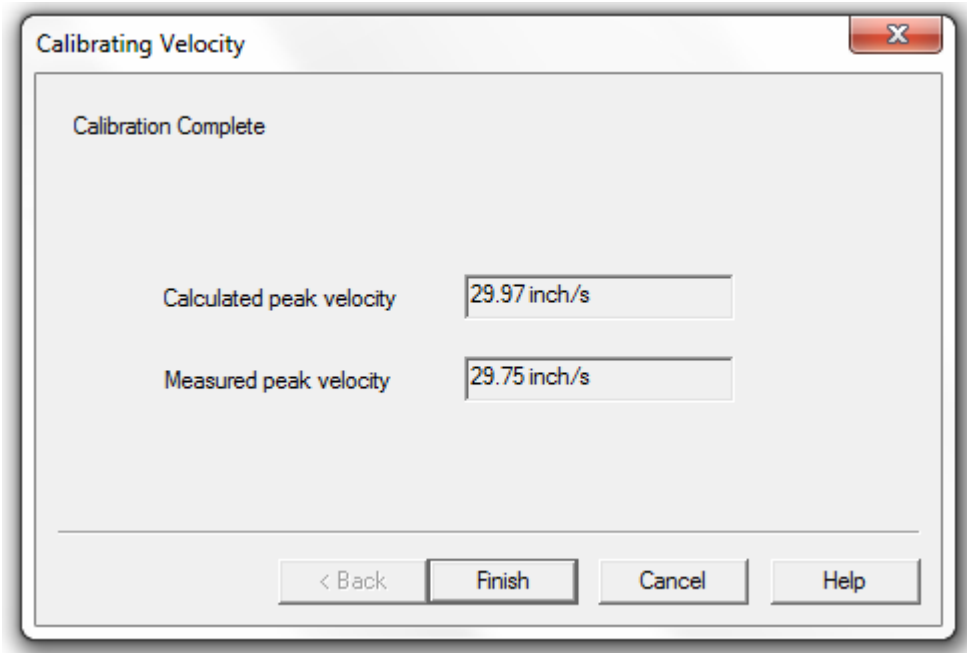 Calibrating Velocity
Calibration Complete
Calculated peak velocity 29.97 inch/s
Measured peak velocity 29.75 inch/s
< Back Finish Cancel Help